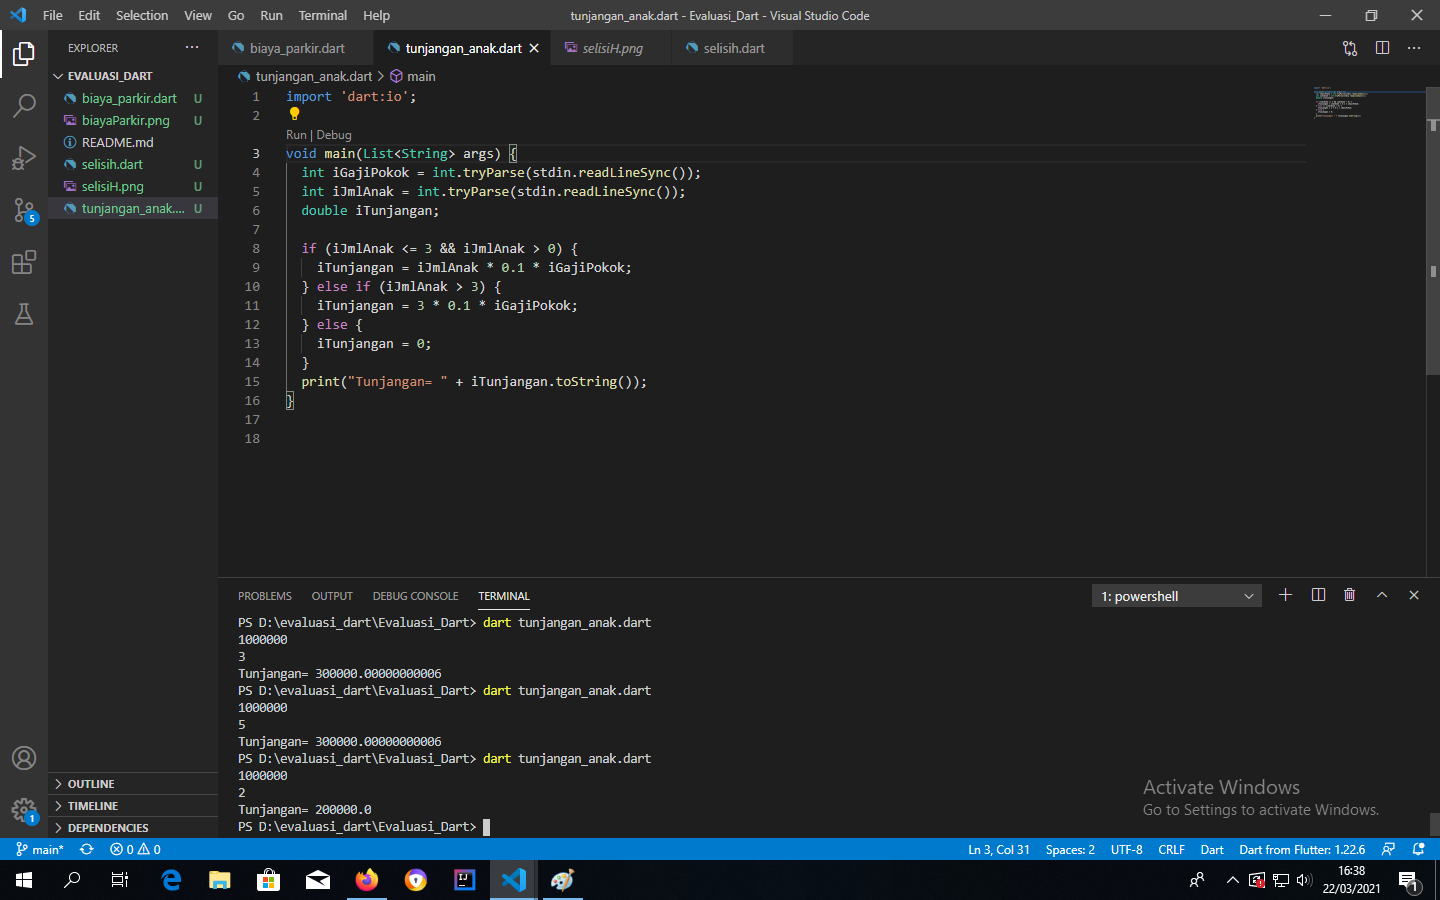 File Edit Selection View Go Run Terminal Help
tunjangan_anak.dart - Evaluasi_Dart - Visual Studio Code
EXPLORER
EVALUASI_DART
biaya_parkir.dart U
biayaParkir.png U
README.md
selisih.dart U
selisiH.png U
tunjangan_anak.... U
OUTLINE
TIMELINE
DEPENDENCIES
biaya_parkir.dart tunjangan_anak.dart selisiH.png selisih.dart
tunjangan_anak.dart > main
1 import 'dart:io';
2
Run | Debug
3 void main(List<String> args) {
4 int iGajiPokok = int.tryParse(stdin.readLineSync());
5 int iJmlAnak = int.tryParse(stdin.readLineSync());
6 double iTunjangan;
7
8 if (iJmlAnak <= 3 && iJmlAnak > 0) {
9 iTunjangan = iJmlAnak * 0.1 * iGajiPokok;
10 } else if (iJmlAnak > 3) {
11 iTunjangan = 3 * 0.1 * iGajiPokok;
12 } else {
13 iTunjangan = 0;
14 }
15 print("Tunjangan= " + iTunjangan.toString());
16 }
17
18
PROBLEMS OUTPUT DEBUG CONSOLE TERMINAL
1: powershell
PS D:\evaluasi_dart\Evaluasi_Dart> dart tunjangan_anak.dart
1000000
3
Tunjangan= 300000.00000000006
PS D:\evaluasi_dart\Evaluasi_Dart> dart tunjangan_anak.dart
1000000
5
Tunjangan= 300000.00000000006
PS D:\evaluasi_dart\Evaluasi_Dart> dart tunjangan_anak.dart
1000000
2
Tunjangan= 200000.0
PS D:\evaluasi_dart\Evaluasi_Dart>
Activate Windows
Go to Settings to activate Windows.
5
1
main* 0 0
Ln 3, Col 31 Spaces: 2 UTF-8 CRLF Dart Dart from Flutter: 1.22.6
16:38
22/03/2021
1